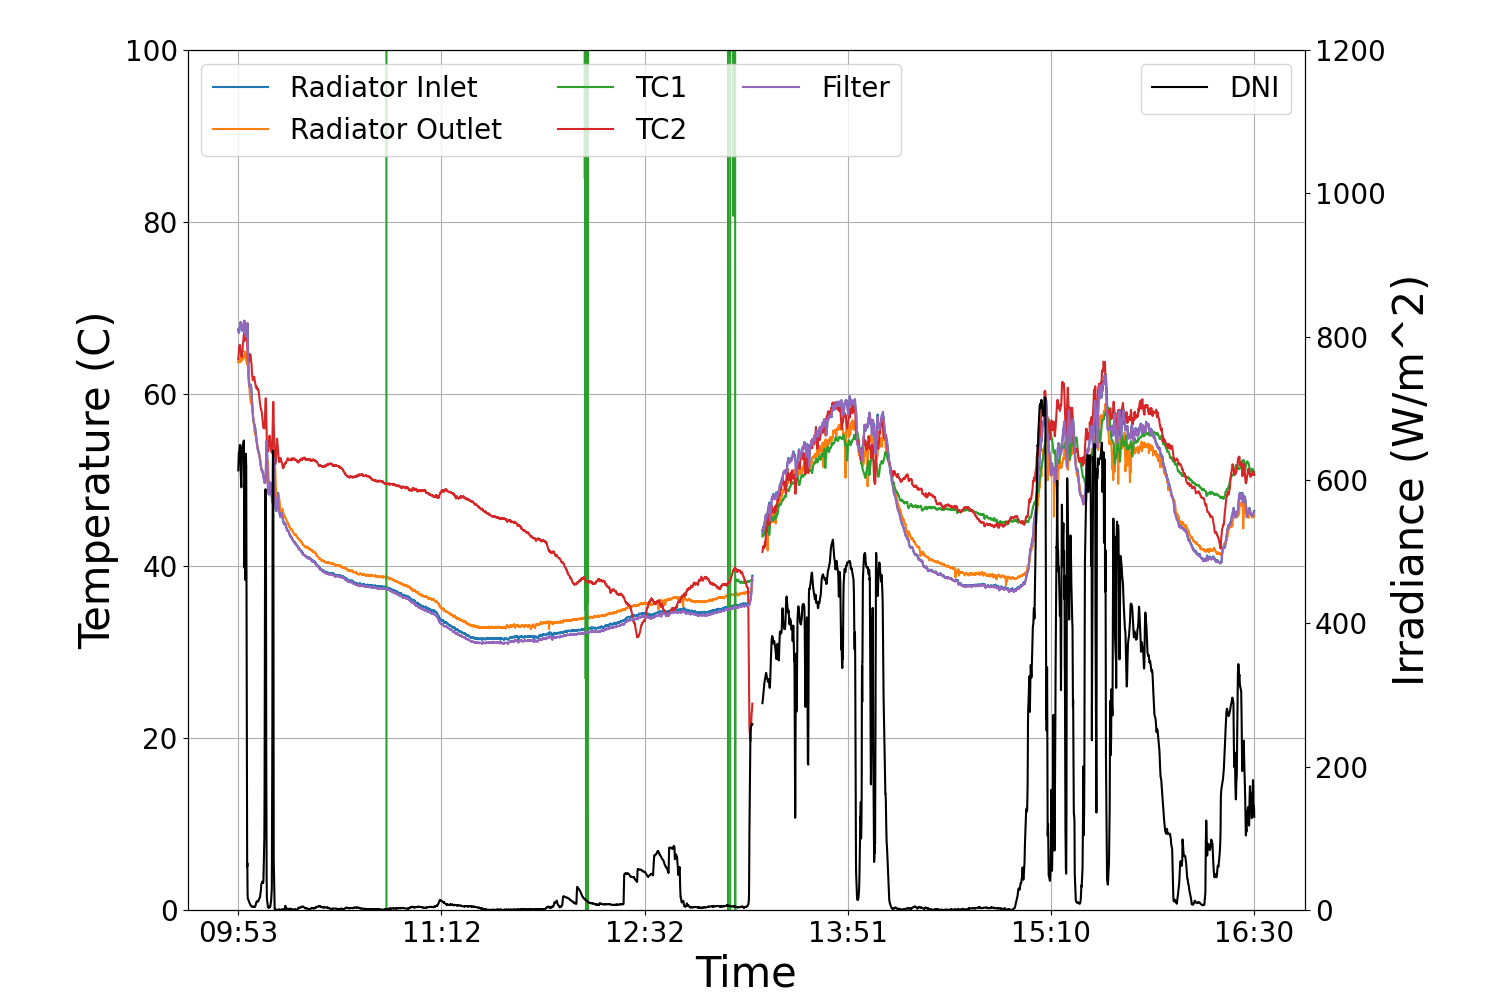 100
80
60
40
20
0
Temperature (C)
Radiator Inlet
Radiator Outlet
TC1
TC2
Filter
DNI
1200
1000
800
600
400
200
0
Irradiance (W/m^2)
09:53
11:12
12:32
13:51
15:10
16:30
Time